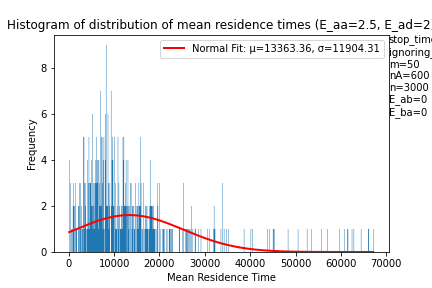 Histogram of distribution of mean residence times (E_aa=2.5, E_ad=2
stop_time
ignoring_
m=50
nA=600
n=3000
E_ab=0
E_ba=0
Normal Fit: μ=13363.36, σ=11904.31
Frequency
8
6
4
2
0
0 10000 20000 30000 40000 50000 60000 70000
Mean Residence Time